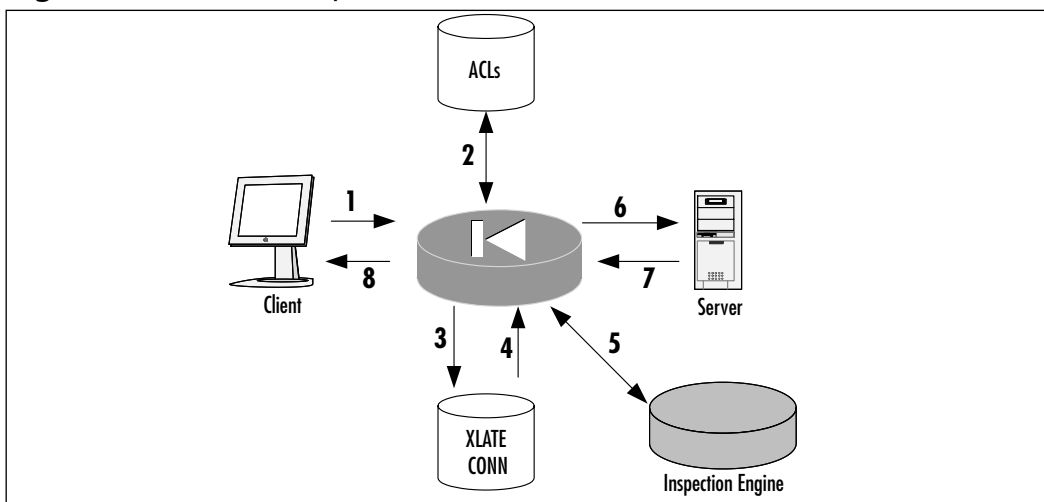 ACLs
2
1
6
8
7
Client
Server
3
4
5
XLATE
CONN
Inspection Engine